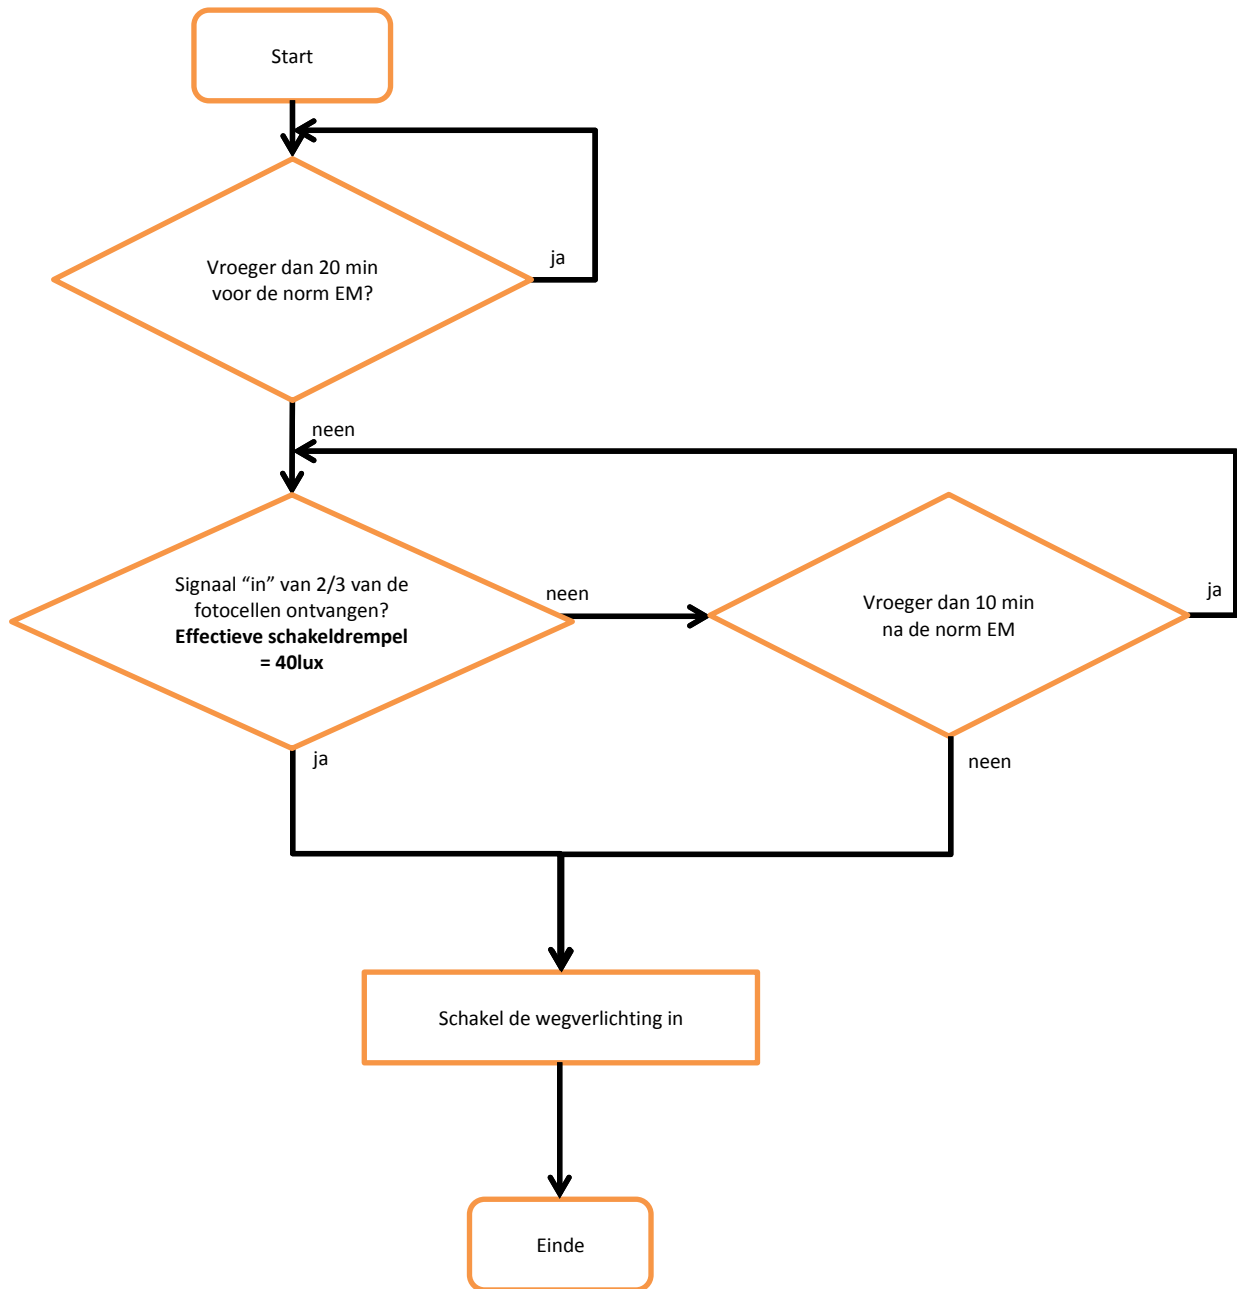 Start
Vroeger dan 20 min
voor de norm EM?
ja
neen
Signaal “in” van 2/3 van de
fotocellen ontvangen?
Effectieve schakeldrempel
= 40lux
neen
Vroeger dan 10 min
na de norm EM
ja
ja
neen
Schakel de wegverlichting in
Einde